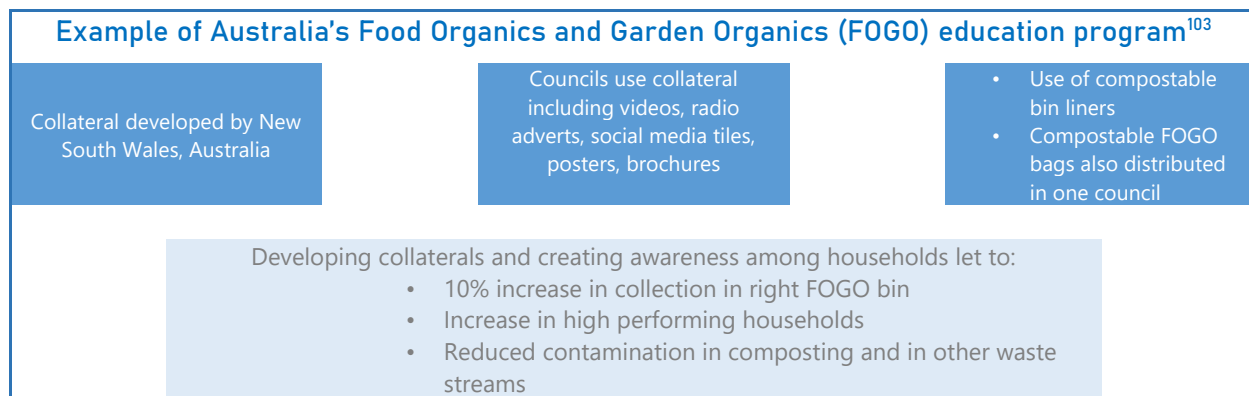 Example of Australia's Food Organics and Garden Organics (FOGO) education program103
Collateral developed by New
South Wales, Australia
Councils use collateral
including videos, radio
adverts, social media tiles,
posters, brochures
• Use of compostable
bin liners
• Compostable FOGO
bags also distributed
in one council
Developing collaterals and creating awareness among households let to:
• 10% increase in collection in right FOGO bin
• Increase in high performing households
• Reduced contamination in composting and in other waste
streams